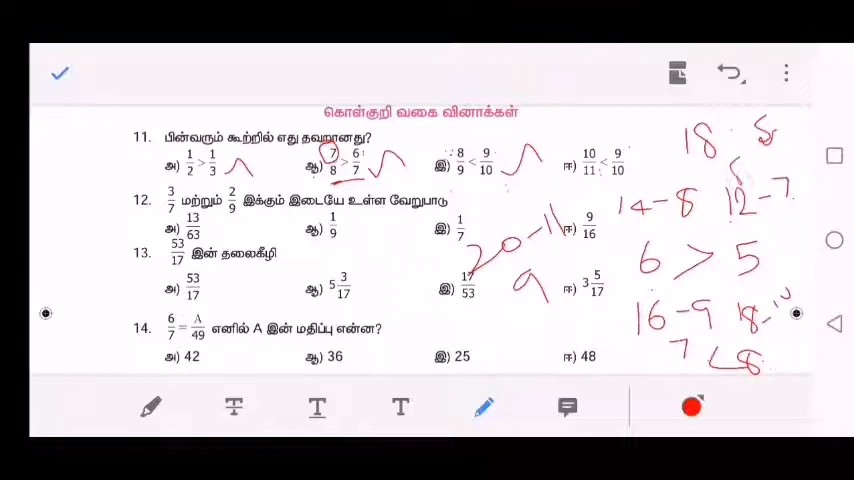 கொள்குறி வகை வினாக்கள்
11. பின்வரும் கூற்றில் எது தவறானது?
அ) 1/2 > 1/3 ஆ) 7/8 > 6/7 இ) 8/9 < 9/10 ஈ) 10/11 < 9/10
12. 3/7 மற்றும் 2/9 இக்கும் இடையே உள்ள வேறுபாடு
அ) 13/63 ஆ) 1/9 இ) 1/7 ஈ) 9/16
13. 53/17 இன் தலைகீழி
அ) 53/17 ஆ) 5 3/17 இ) 17/53 ஈ) 3 5/17
14. 6/7 = A/49 எனில் A இன் மதிப்பு என்ன?
அ) 42 ஆ) 36 இ) 25 ஈ) 48
18
14-8 12-7
6 > 5
16-9 18-10
7 < 8
20-11
9
T T T